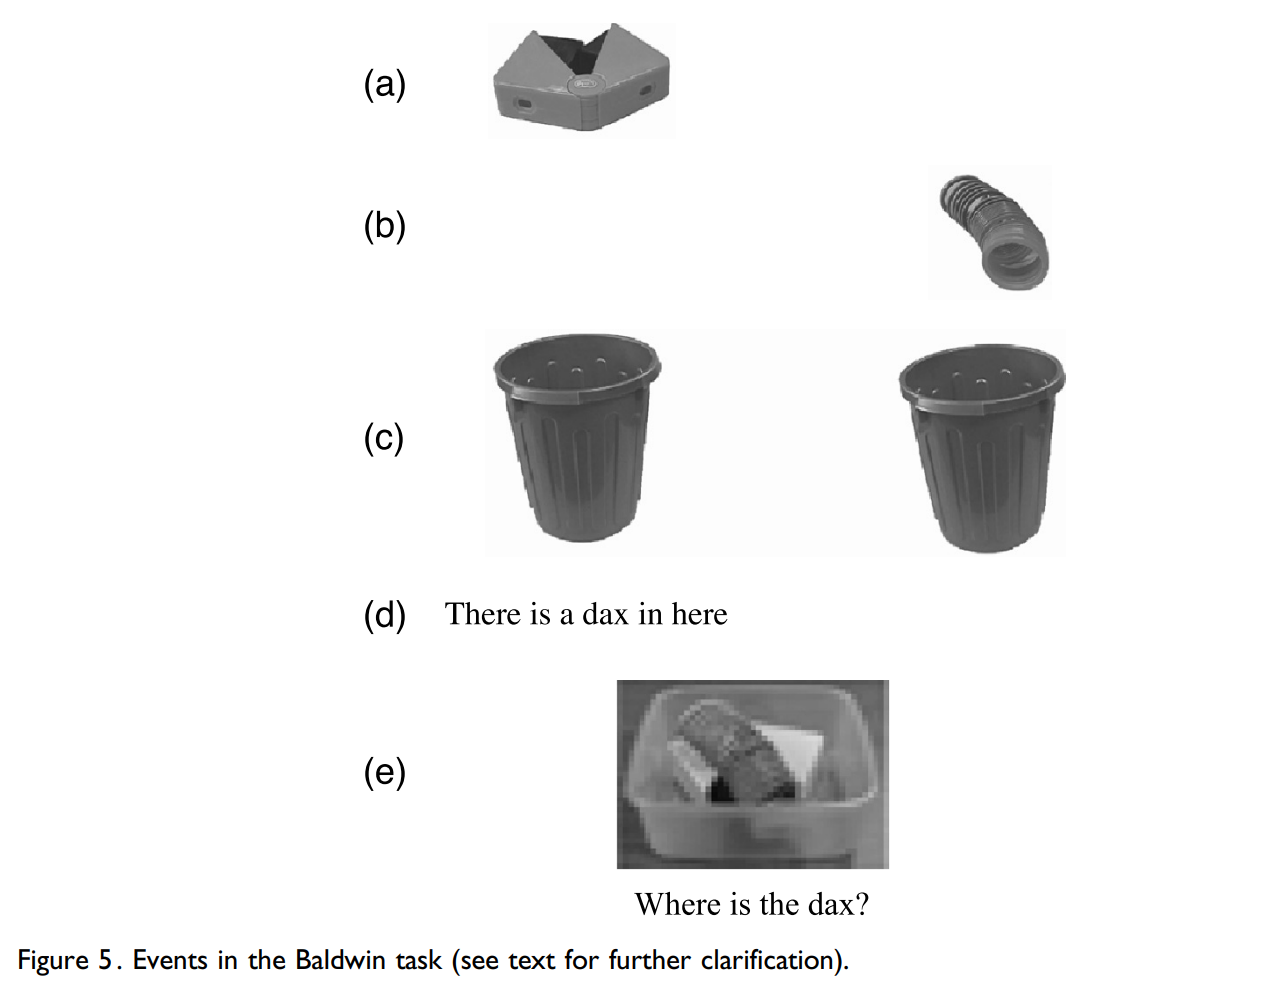 (a)
(b)
(c)
(d) There is a dax in here
(e)
Where is the dax?
Figure 5. Events in the Baldwin task (see text for further clarification).